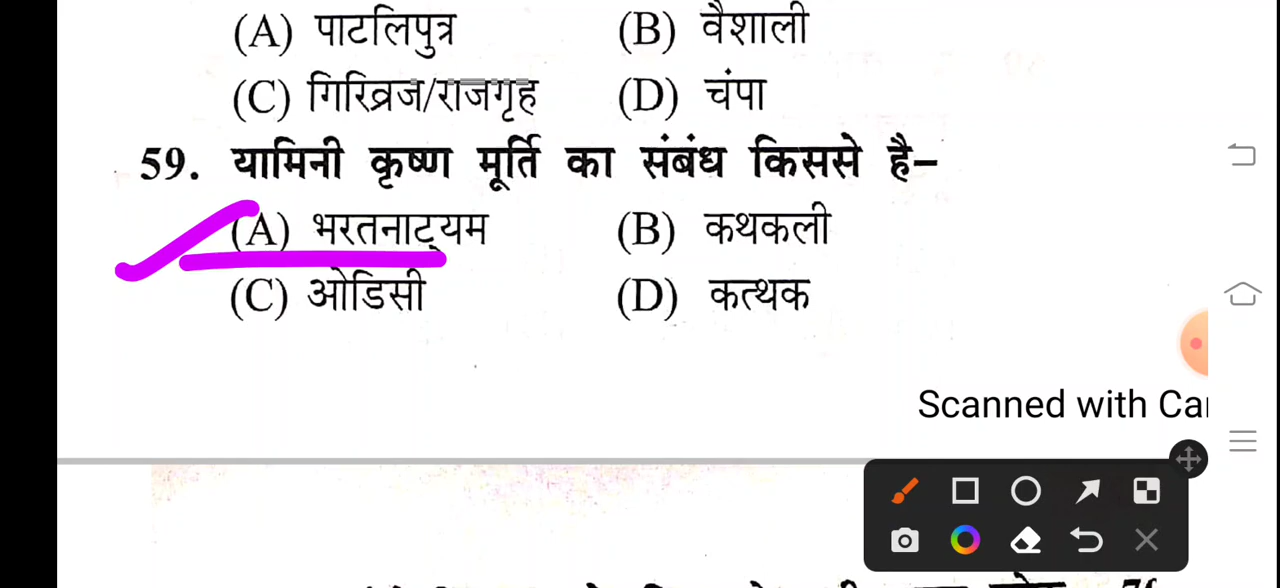 (A) पाटलिपुत्र (B) वैशाली
(C) गिरिव्रज/राजगृह (D) चंपा
59. यामिनी कृष्ण मूर्ति का संबंध किससे है–
(A) भरतनाट्यम (B) कथकली
(C) ओडिसी (D) कत्थक
Scanned with Ca